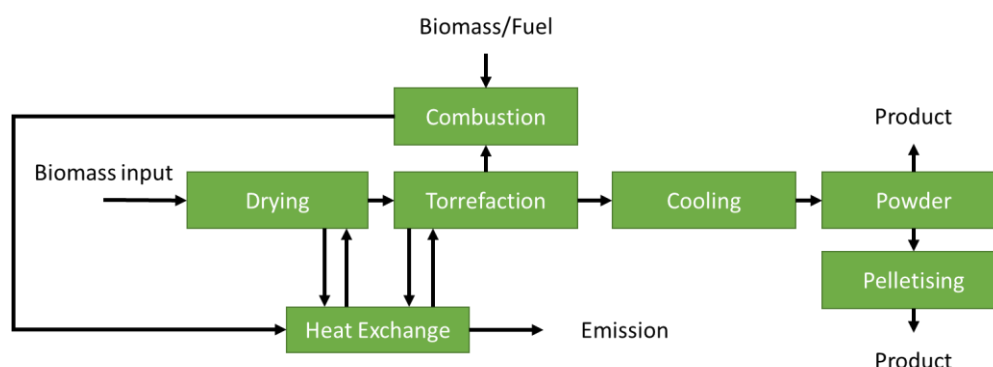 Biomass/Fuel
Combustion
Product
Biomass input
Drying
Torrefaction
Cooling
Powder
Pelletising
Heat Exchange
Emission
Product